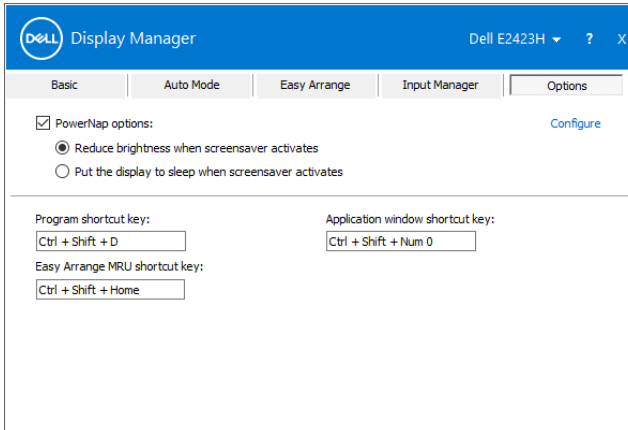 DELL Display Manager Dell E2423H ? X
Basic Auto Mode Easy Arrange Input Manager Options
PowerNap options: Configure
Reduce brightness when screensaver activates
Put the display to sleep when screensaver activates
Program shortcut key: Application window shortcut key:
Ctrl + Shift + D Ctrl + Shift + Num 0
Easy Arrange MRU shortcut key:
Ctrl + Shift + Home